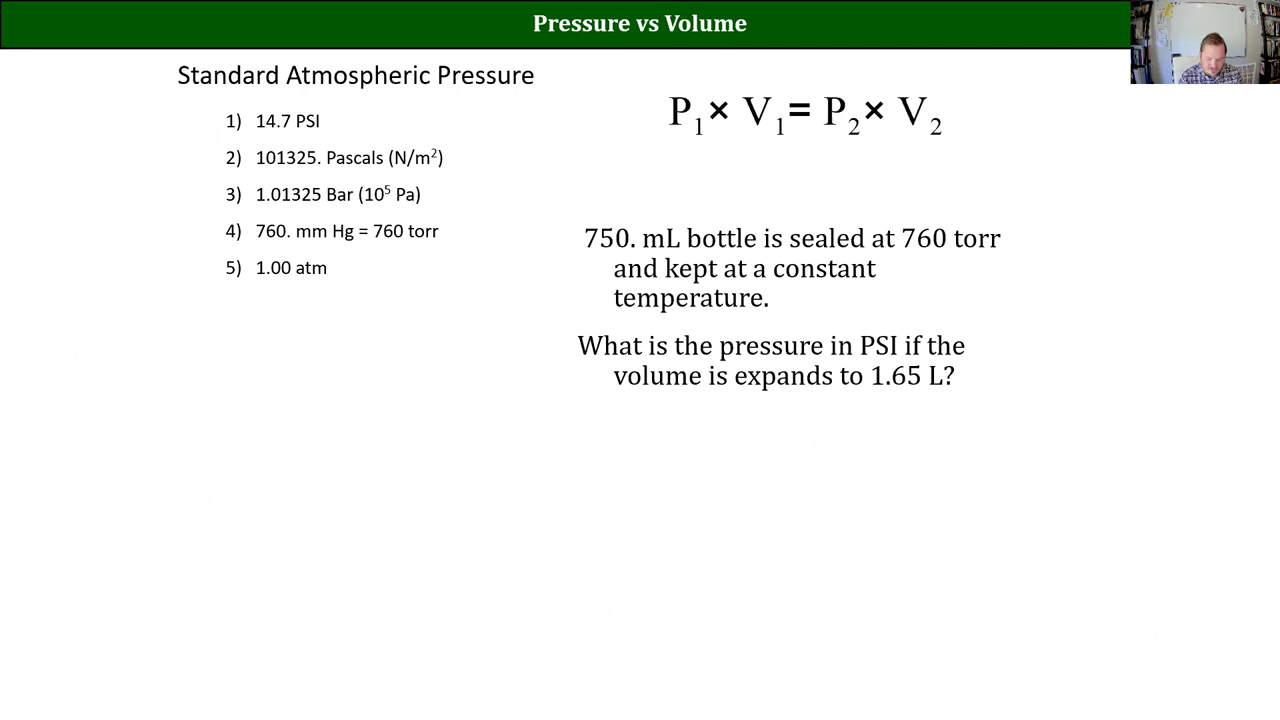 Pressure vs Volume
Standard Atmospheric Pressure
1) 14.7 PSI
2) 101325. Pascals (N/m²)
3) 1.01325 Bar (10⁵ Pa)
4) 760. mm Hg = 760 torr
5) 1.00 atm
P₁× V₁= P₂× V₂
750. mL bottle is sealed at 760 torr
and kept at a constant
temperature.
What is the pressure in PSI if the
volume is expands to 1.65 L?